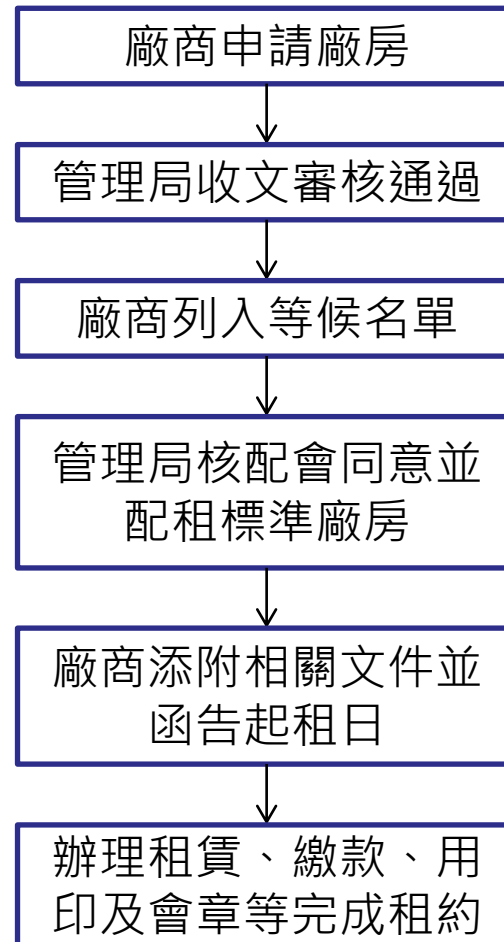 廠商申請廠房
管理局收文審核通過
廠商列入等候名單
管理局核配會同意並
配租標準廠房
廠商添附相關文件並
函告起租日
辦理租賃、繳款、用
印及會章等完成租約